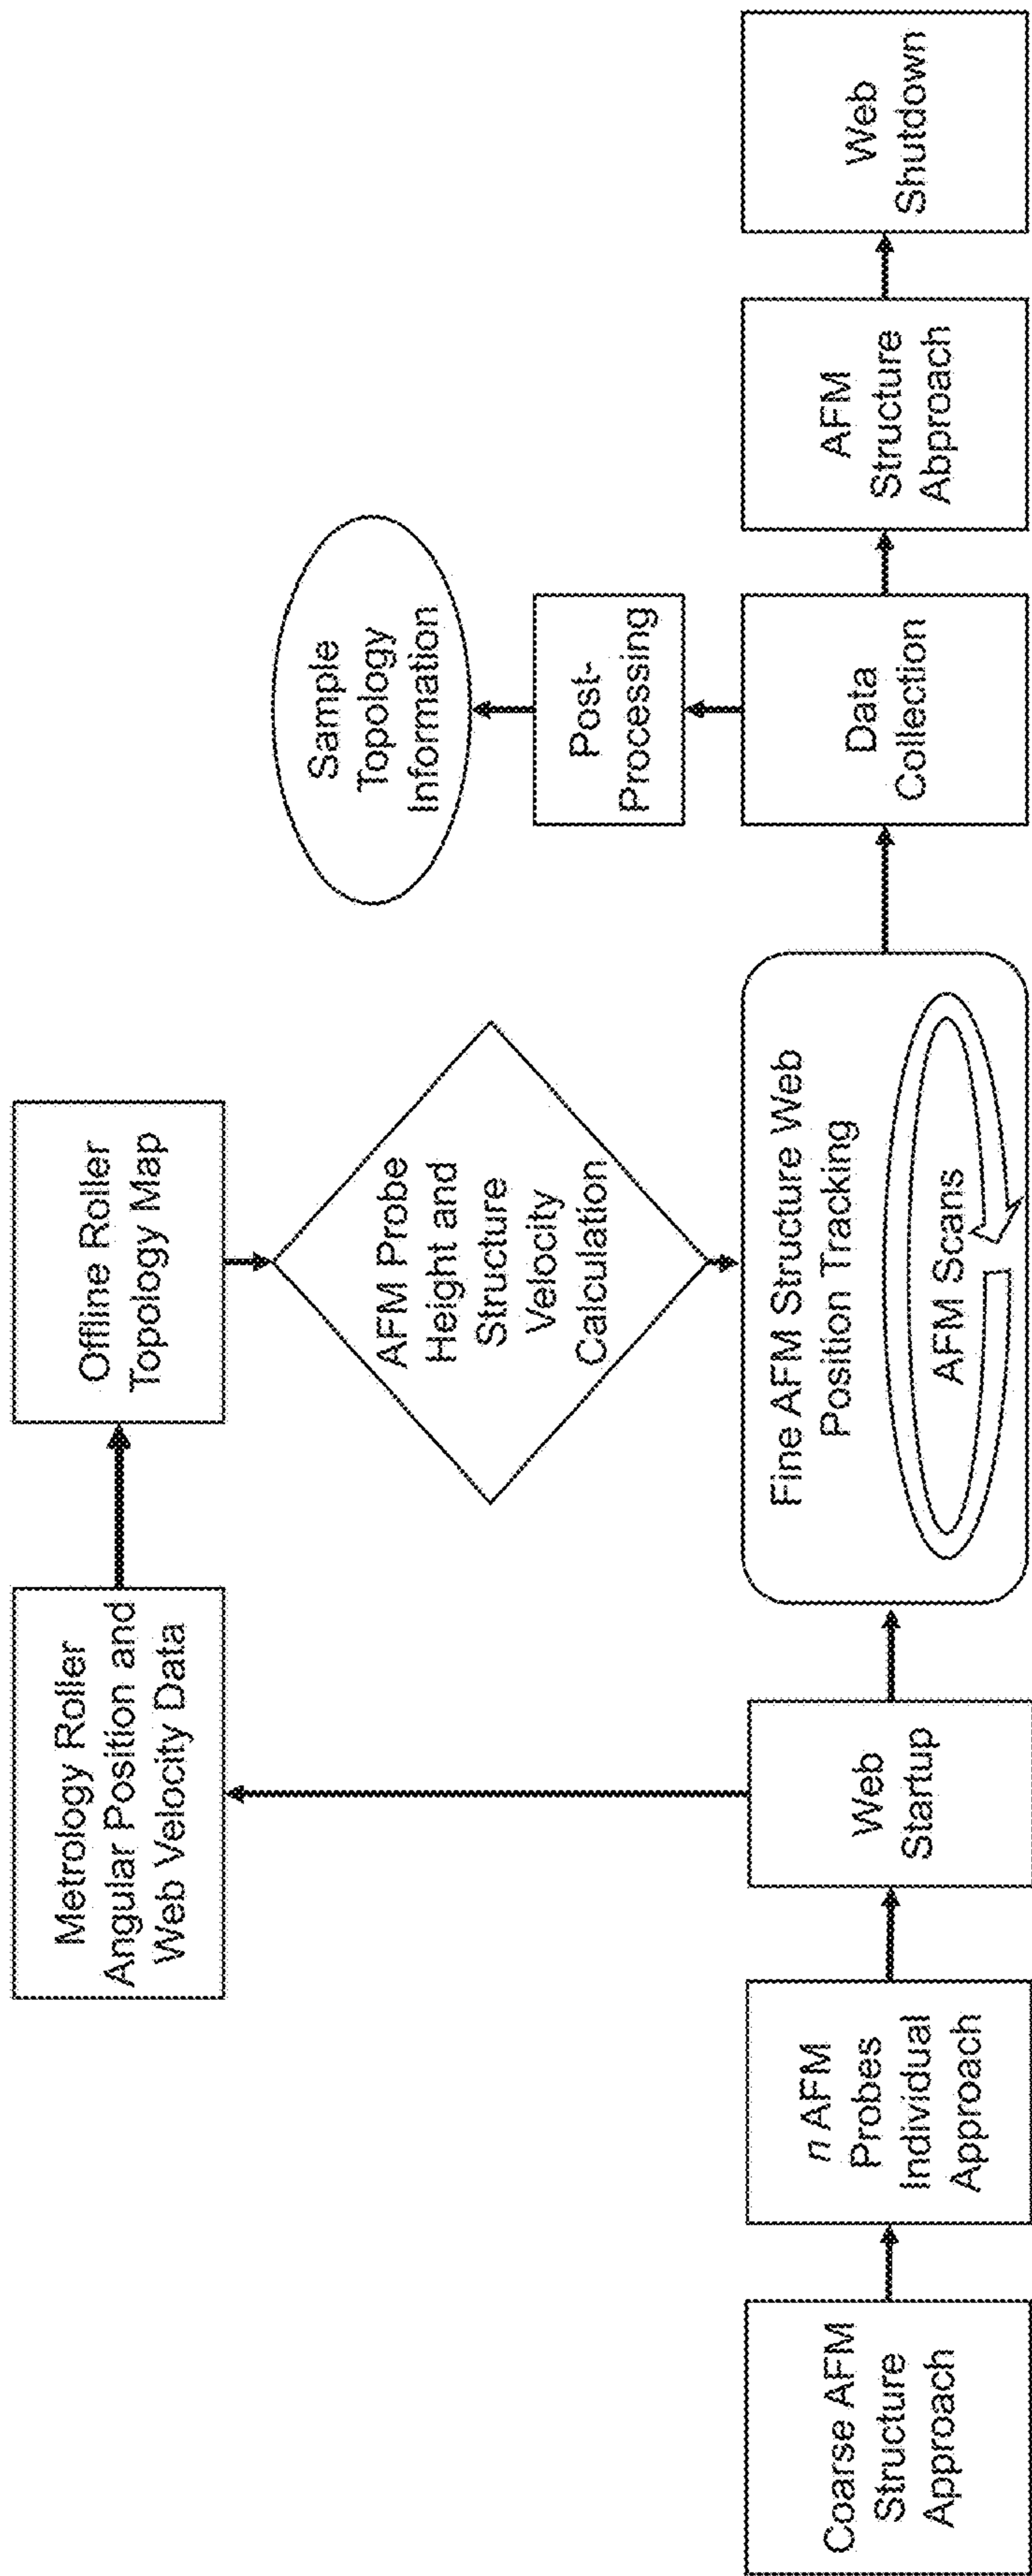 Metrology Roller
Angular Position and
Web Velocity Data
Offline Roller
Topology Map
AFM Probe
Height and
Structure
Velocity
Calculation
Sample
Topology
Information
Post-
Processing
Coarse AFM
Structure
Approach
n AFM
Probes
Individual
Approach
Web
Startup
Fine AFM Structure Web
Position Tracking
AFM Scans
Data
Collection
AFM
Structure
Abproach
Web
Shutdown